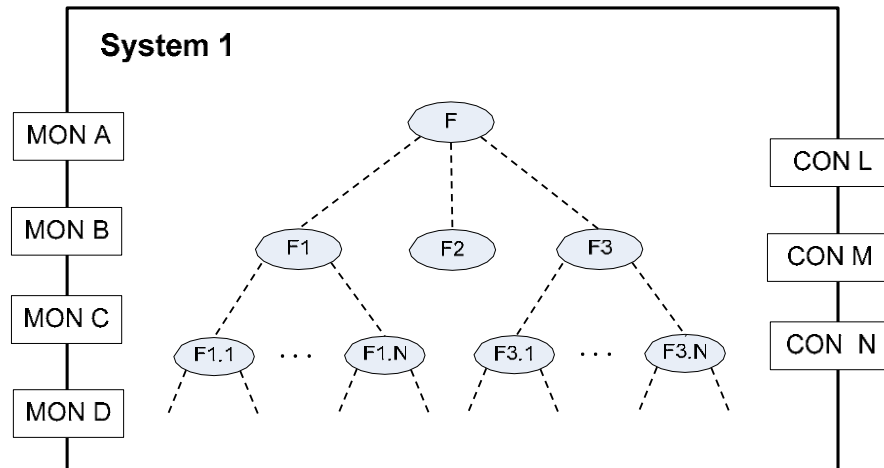 System 1
MON A
F
CON L
MON B
F1
F2
F3
CON M
MON C
F1.1
...
F1.N
F3.1
...
F3.N
CON N
MON D